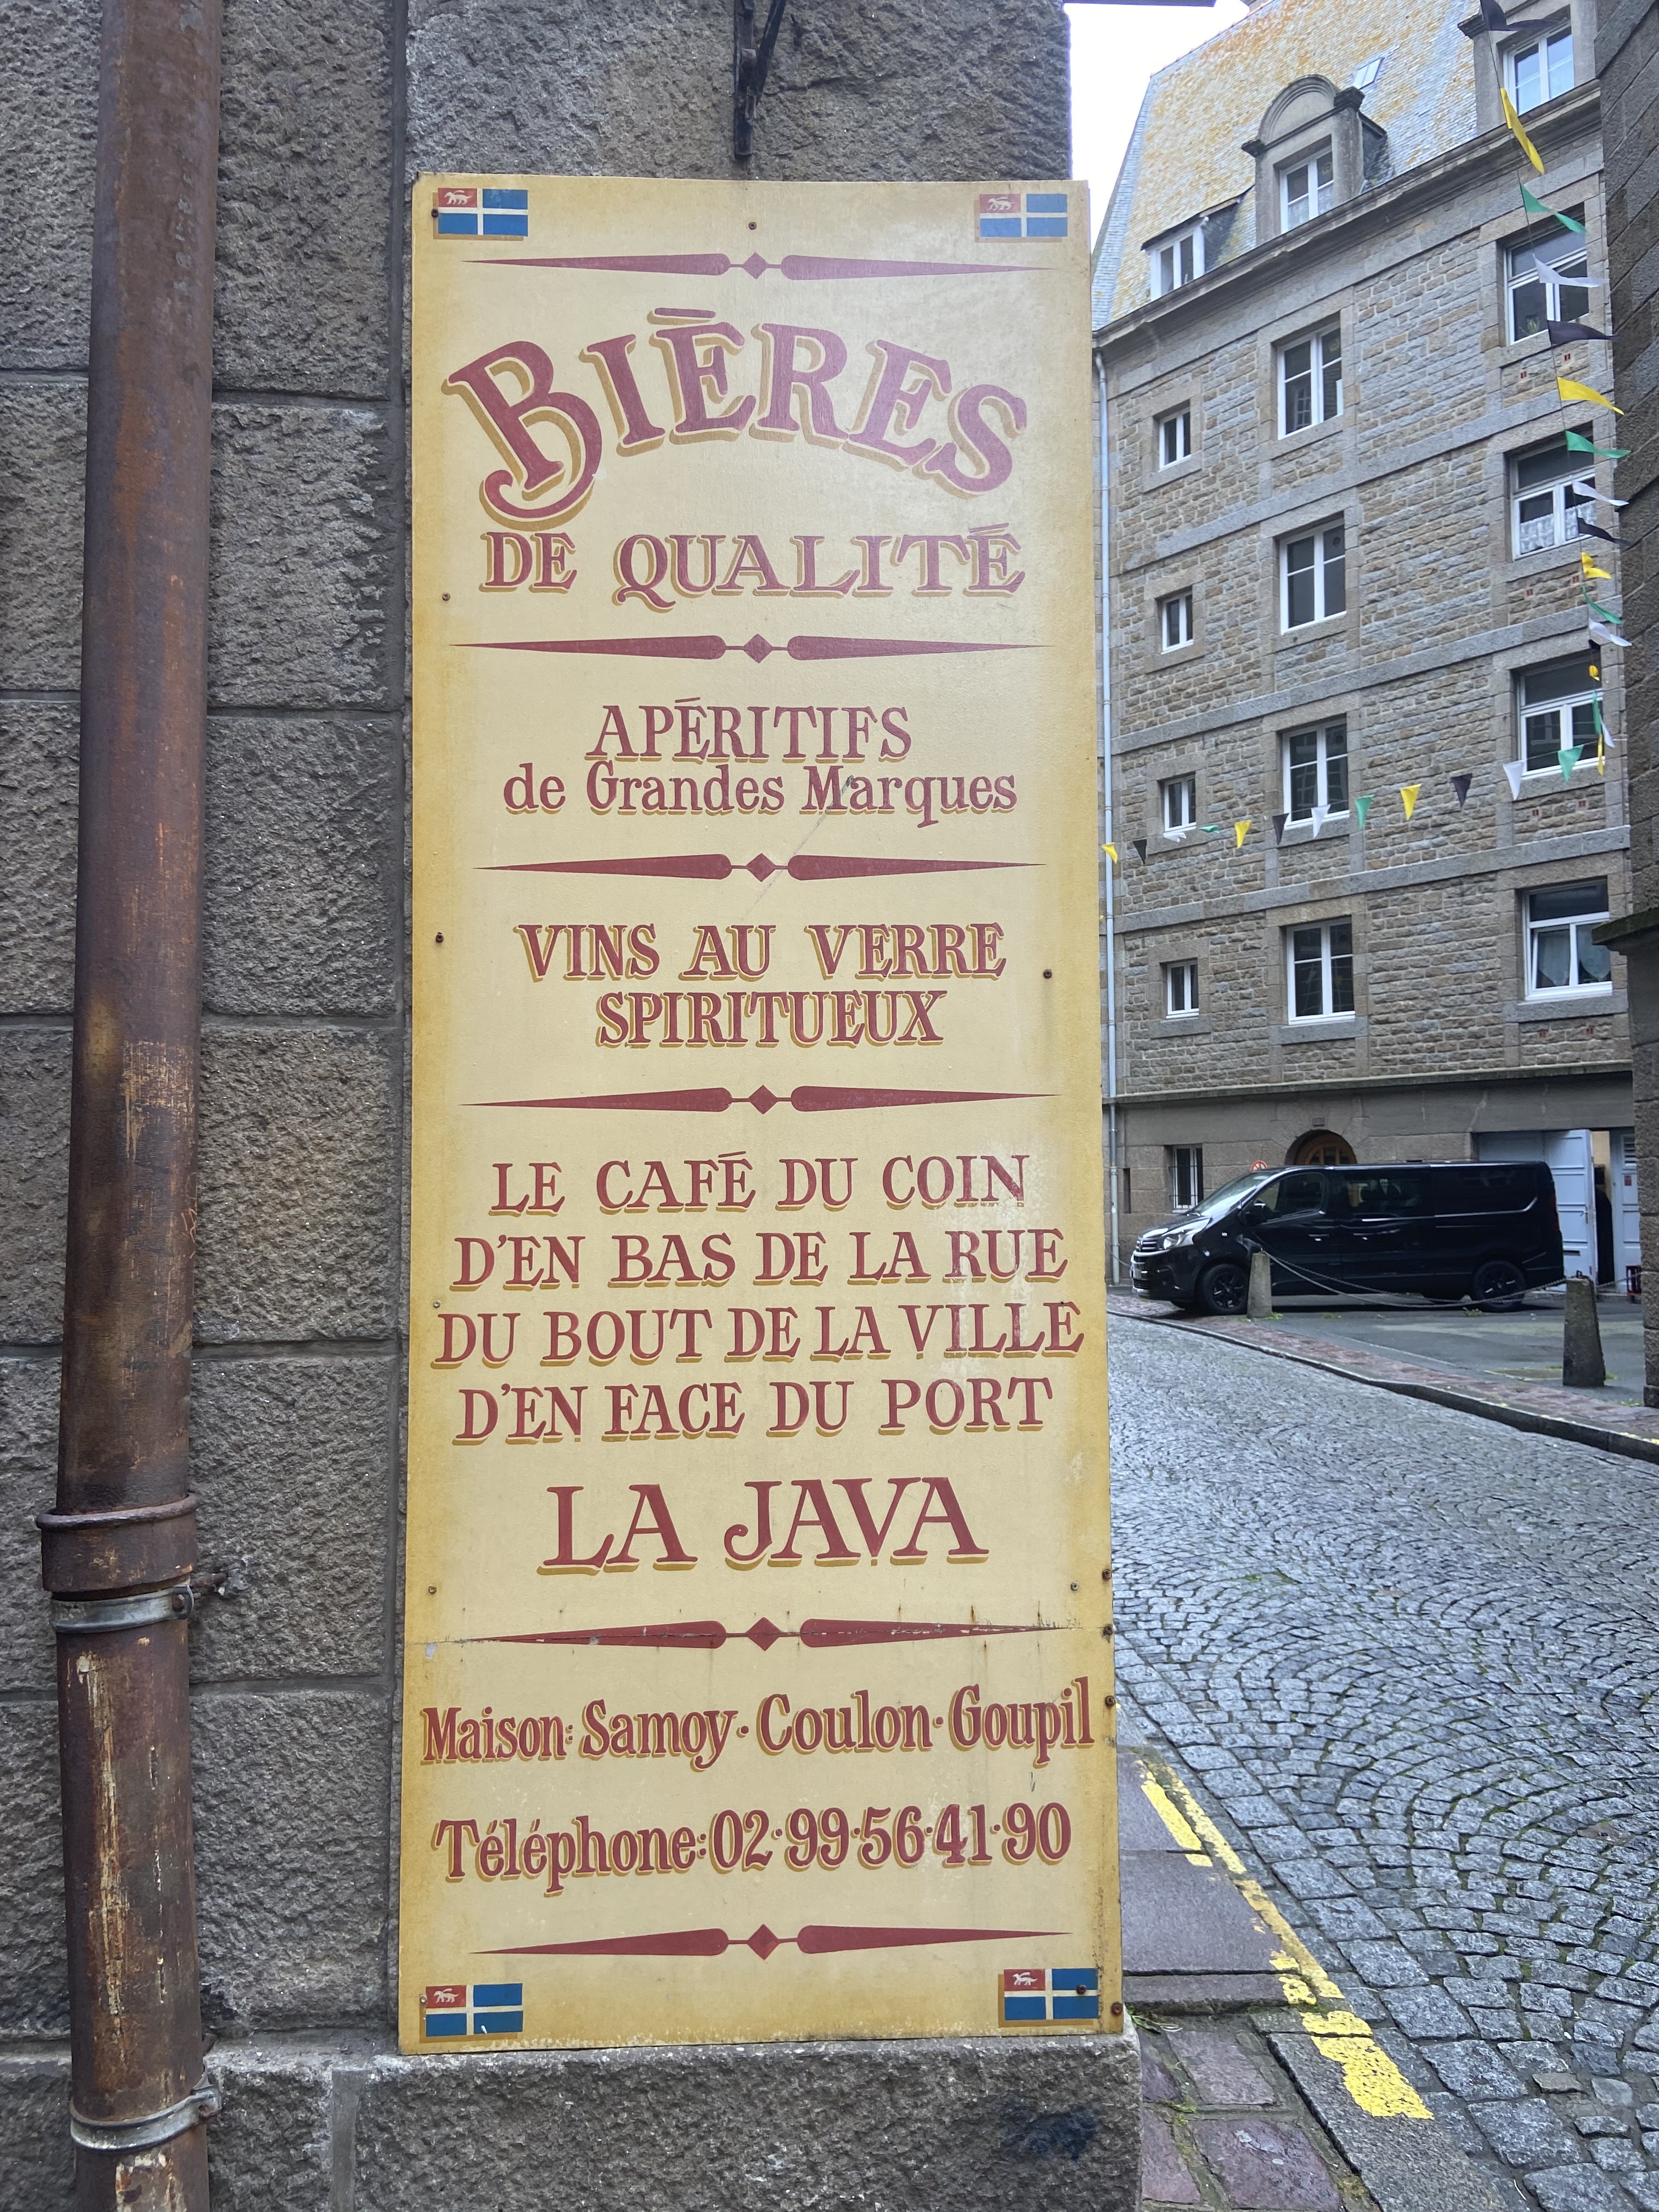 BIÈRES
DE QUALITÉ
APÉRITIFS
de Grandes Marques
VINS AU VERRE
SPIRITUEUX
LE CAFÉ DU COIN
D'EN BAS DE LA RUE
DU BOUT DE LA VILLE
D'EN FACE DU PORT
LA JAVA
Maison: Samoy·Coulon·Goupil
Téléphone: 02·99·56·41·90